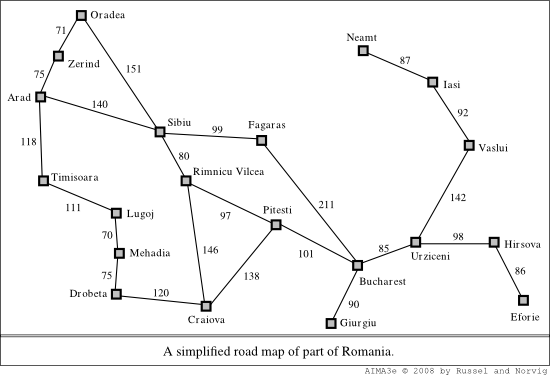 Oradea
71
Neamt
Zerind
87
151
75
Iasi
Arad
140
92
Sibiu
Fagaras
99
118
Vaslui
80
Timisoara
Rimnicu Vilcea
142
111
Lugoj
97
Pitesti
211
70
98
Hirsova
Mehadia
146
101
85
Urziceni
138
86
75
Bucharest
Drobeta
120
90
Craiova
Eforie
Giurgiu
A simplified road map of part of Romania.
AIMA3e © 2008 by Russel and Norvig